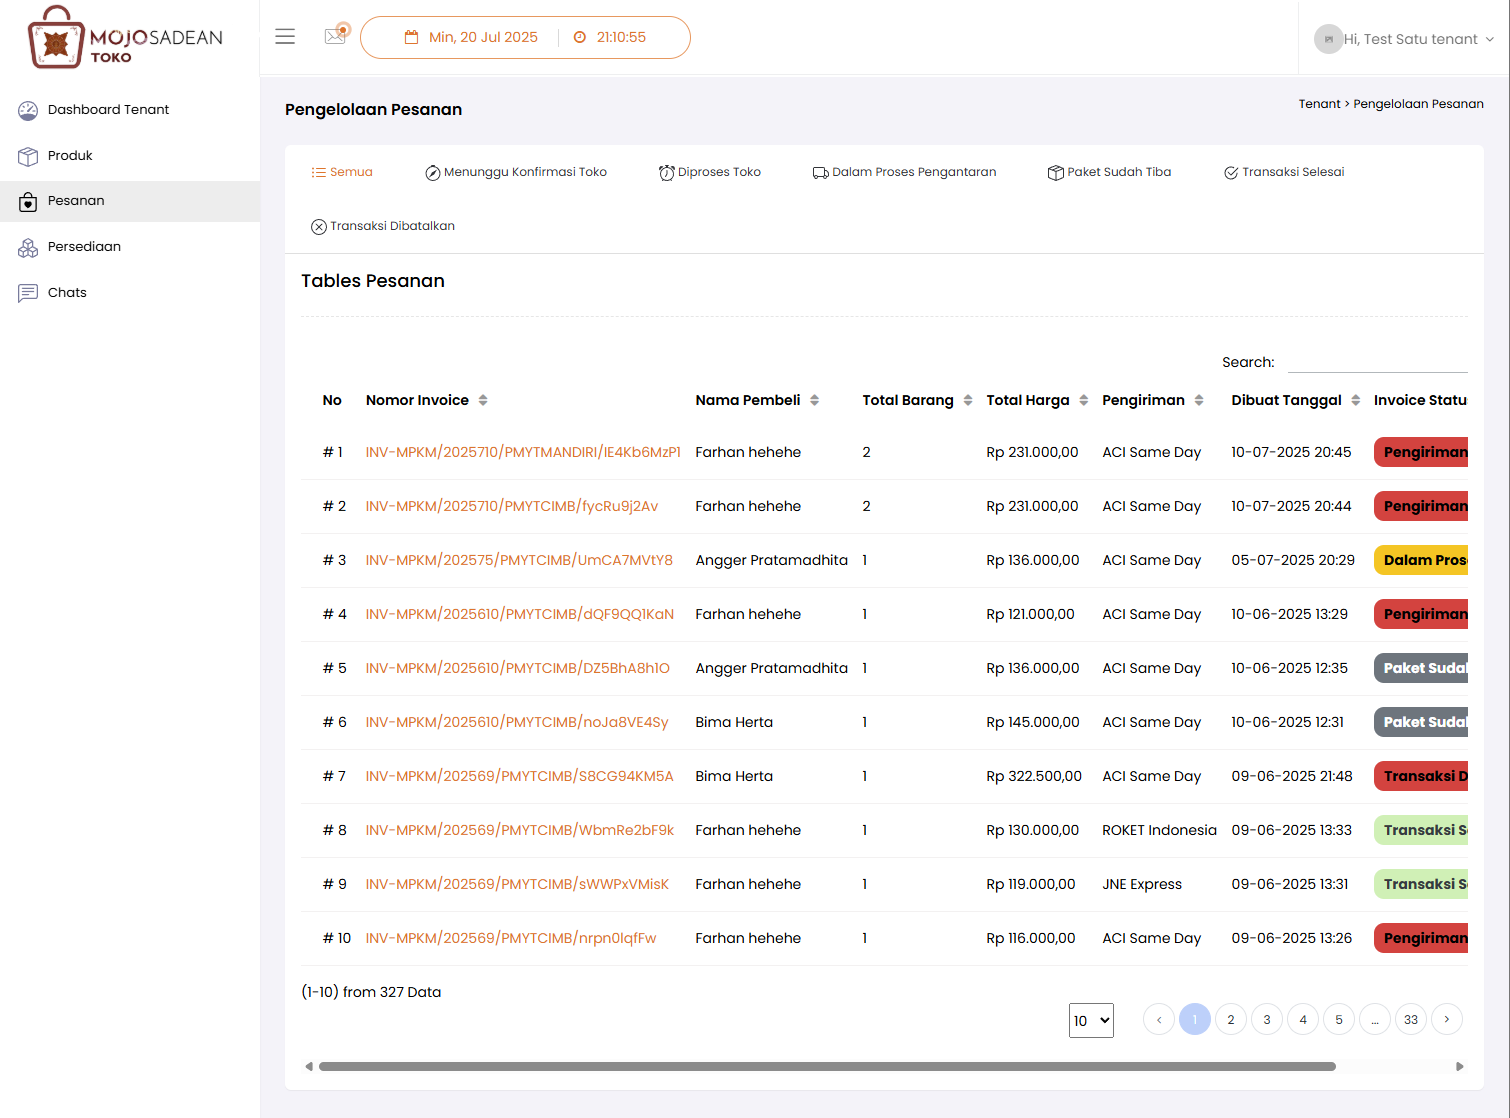 MOJOSADEAN
TOKO
Min, 20 Jul 2025
21:10:55
Hi, Test Satu tenant
Dashboard Tenant
Produk
Pesanan
Persediaan
Chats
Pengelolaan Pesanan
Tenant > Pengelolaan Pesanan
Semua
Menunggu Konfirmasi Toko
Diproses Toko
Dalam Proses Pengantaran
Paket Sudah Tiba
Transaksi Selesai
Transaksi Dibatalkan
Tables Pesanan
Search:
No Nomor Invoice Nama Pembeli Total Barang Total Harga Pengiriman Dibuat Tanggal Invoice Statu
# 1 INV-MPKM/2025710/PMYTMANDIRI/IE4Kb6MzP1 Farhan hehehe 2 Rp 231.000,00 ACI Same Day 10-07-2025 20:45 Pengiriman
# 2 INV-MPKM/2025710/PMYTCIMB/fycRu9j2Av Farhan hehehe 2 Rp 231.000,00 ACI Same Day 10-07-2025 20:44 Pengiriman
# 3 INV-MPKM/202575/PMYTCIMB/UmCA7MVtY8 Angger Pratamadhita 1 Rp 136.000,00 ACI Same Day 05-07-2025 20:29 Dalam Pros
# 4 INV-MPKM/2025610/PMYTCIMB/dQF9QQ1KaN Farhan hehehe 1 Rp 121.000,00 ACI Same Day 10-06-2025 13:29 Pengiriman
# 5 INV-MPKM/2025610/PMYTCIMB/DZ5BhA8h1O Angger Pratamadhita 1 Rp 136.000,00 ACI Same Day 10-06-2025 12:35 Paket Sudah
# 6 INV-MPKM/2025610/PMYTCIMB/noJa8VE4Sy Bima Herta 1 Rp 145.000,00 ACI Same Day 10-06-2025 12:31 Paket Sudah
# 7 INV-MPKM/202569/PMYTCIMB/S8CG94KM5A Bima Herta 1 Rp 322.500,00 ACI Same Day 09-06-2025 21:48 Transaksi D
# 8 INV-MPKM/202569/PMYTCIMB/WbmRe2bF9k Farhan hehehe 1 Rp 130.000,00 ROKET Indonesia 09-06-2025 13:33 Transaksi S
# 9 INV-MPKM/202569/PMYTCIMB/sWWPxVMisK Farhan hehehe 1 Rp 119.000,00 JNE Express 09-06-2025 13:31 Transaksi S
# 10 INV-MPKM/202569/PMYTCIMB/nrpn0lqfFw Farhan hehehe 1 Rp 116.000,00 ACI Same Day 09-06-2025 13:26 Pengiriman
(1-10) from 327 Data
10 ‹ 1 2 3 4 5 ... 33 ›